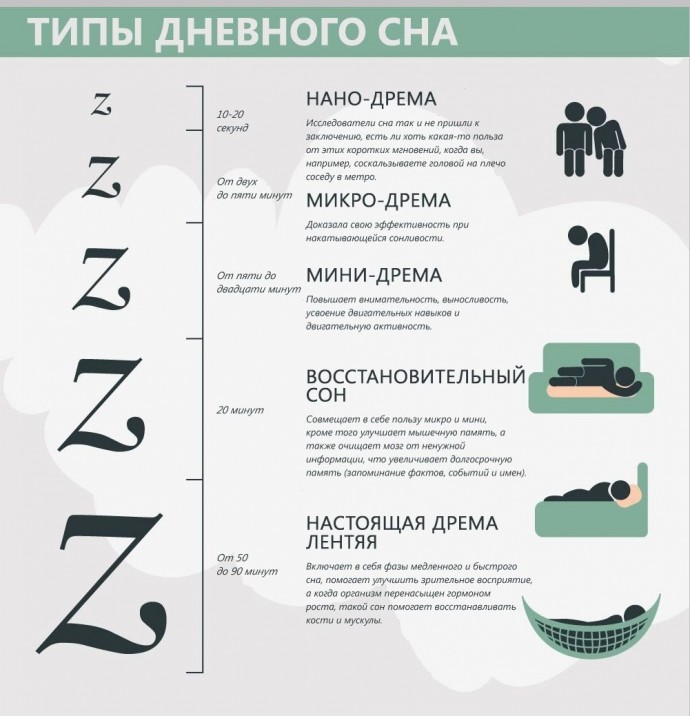 ТИПЫ ДНЕВНОГО СНА
z
10-20
секунд
НАНО-ДРЕМА
Исследователи сна так и не пришли к
заключению, есть ли хоть какая-то польза
от этих коротких мгновений, когда вы,
например, соскальзываете головой на плечо
соседу в метро.
z
От двух
до пяти минут
МИКРО-ДРЕМА
Доказала свою эффективность при
накатывающейся сонливости.
z
От пяти до
двадцати минут
МИНИ-ДРЕМА
Повышает внимательность, выносливость,
усвоение двигательных навыков и
двигательную активность.
Z
20 минут
ВОССТАНОВИТЕЛЬНЫЙ
СОН
Совмещает в себе пользу микро и мини,
кроме того улучшает мышечную память, а
также очищает мозг от ненужной
информации, что увеличивает долгосрочную
память (запоминание фактов, событий и имен).
Z
От 50
до 90 минут
НАСТОЯЩАЯ ДРЕМА
ЛЕНТЯЯ
Включает в себя фазы медленного и быстрого
сна, помогает улучшить зрительное восприятие,
а когда организм перенасыщен гормоном
роста, такой сон помогает восстанавливать
кости и мускулы.